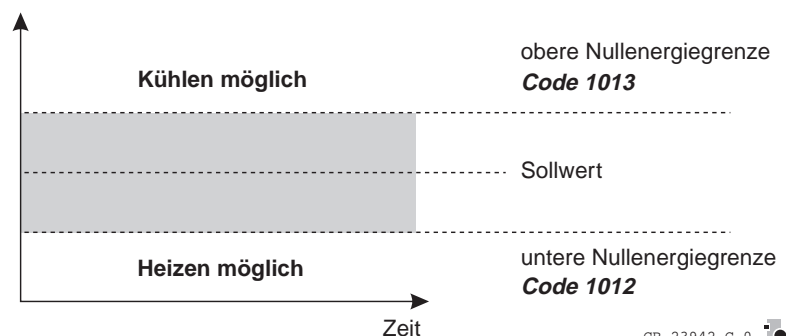 obere Nullenergiegrenze
Kühlen möglich
Code 1013
Sollwert
untere Nullenergiegrenze
Heizen möglich
Code 1012
Zeit